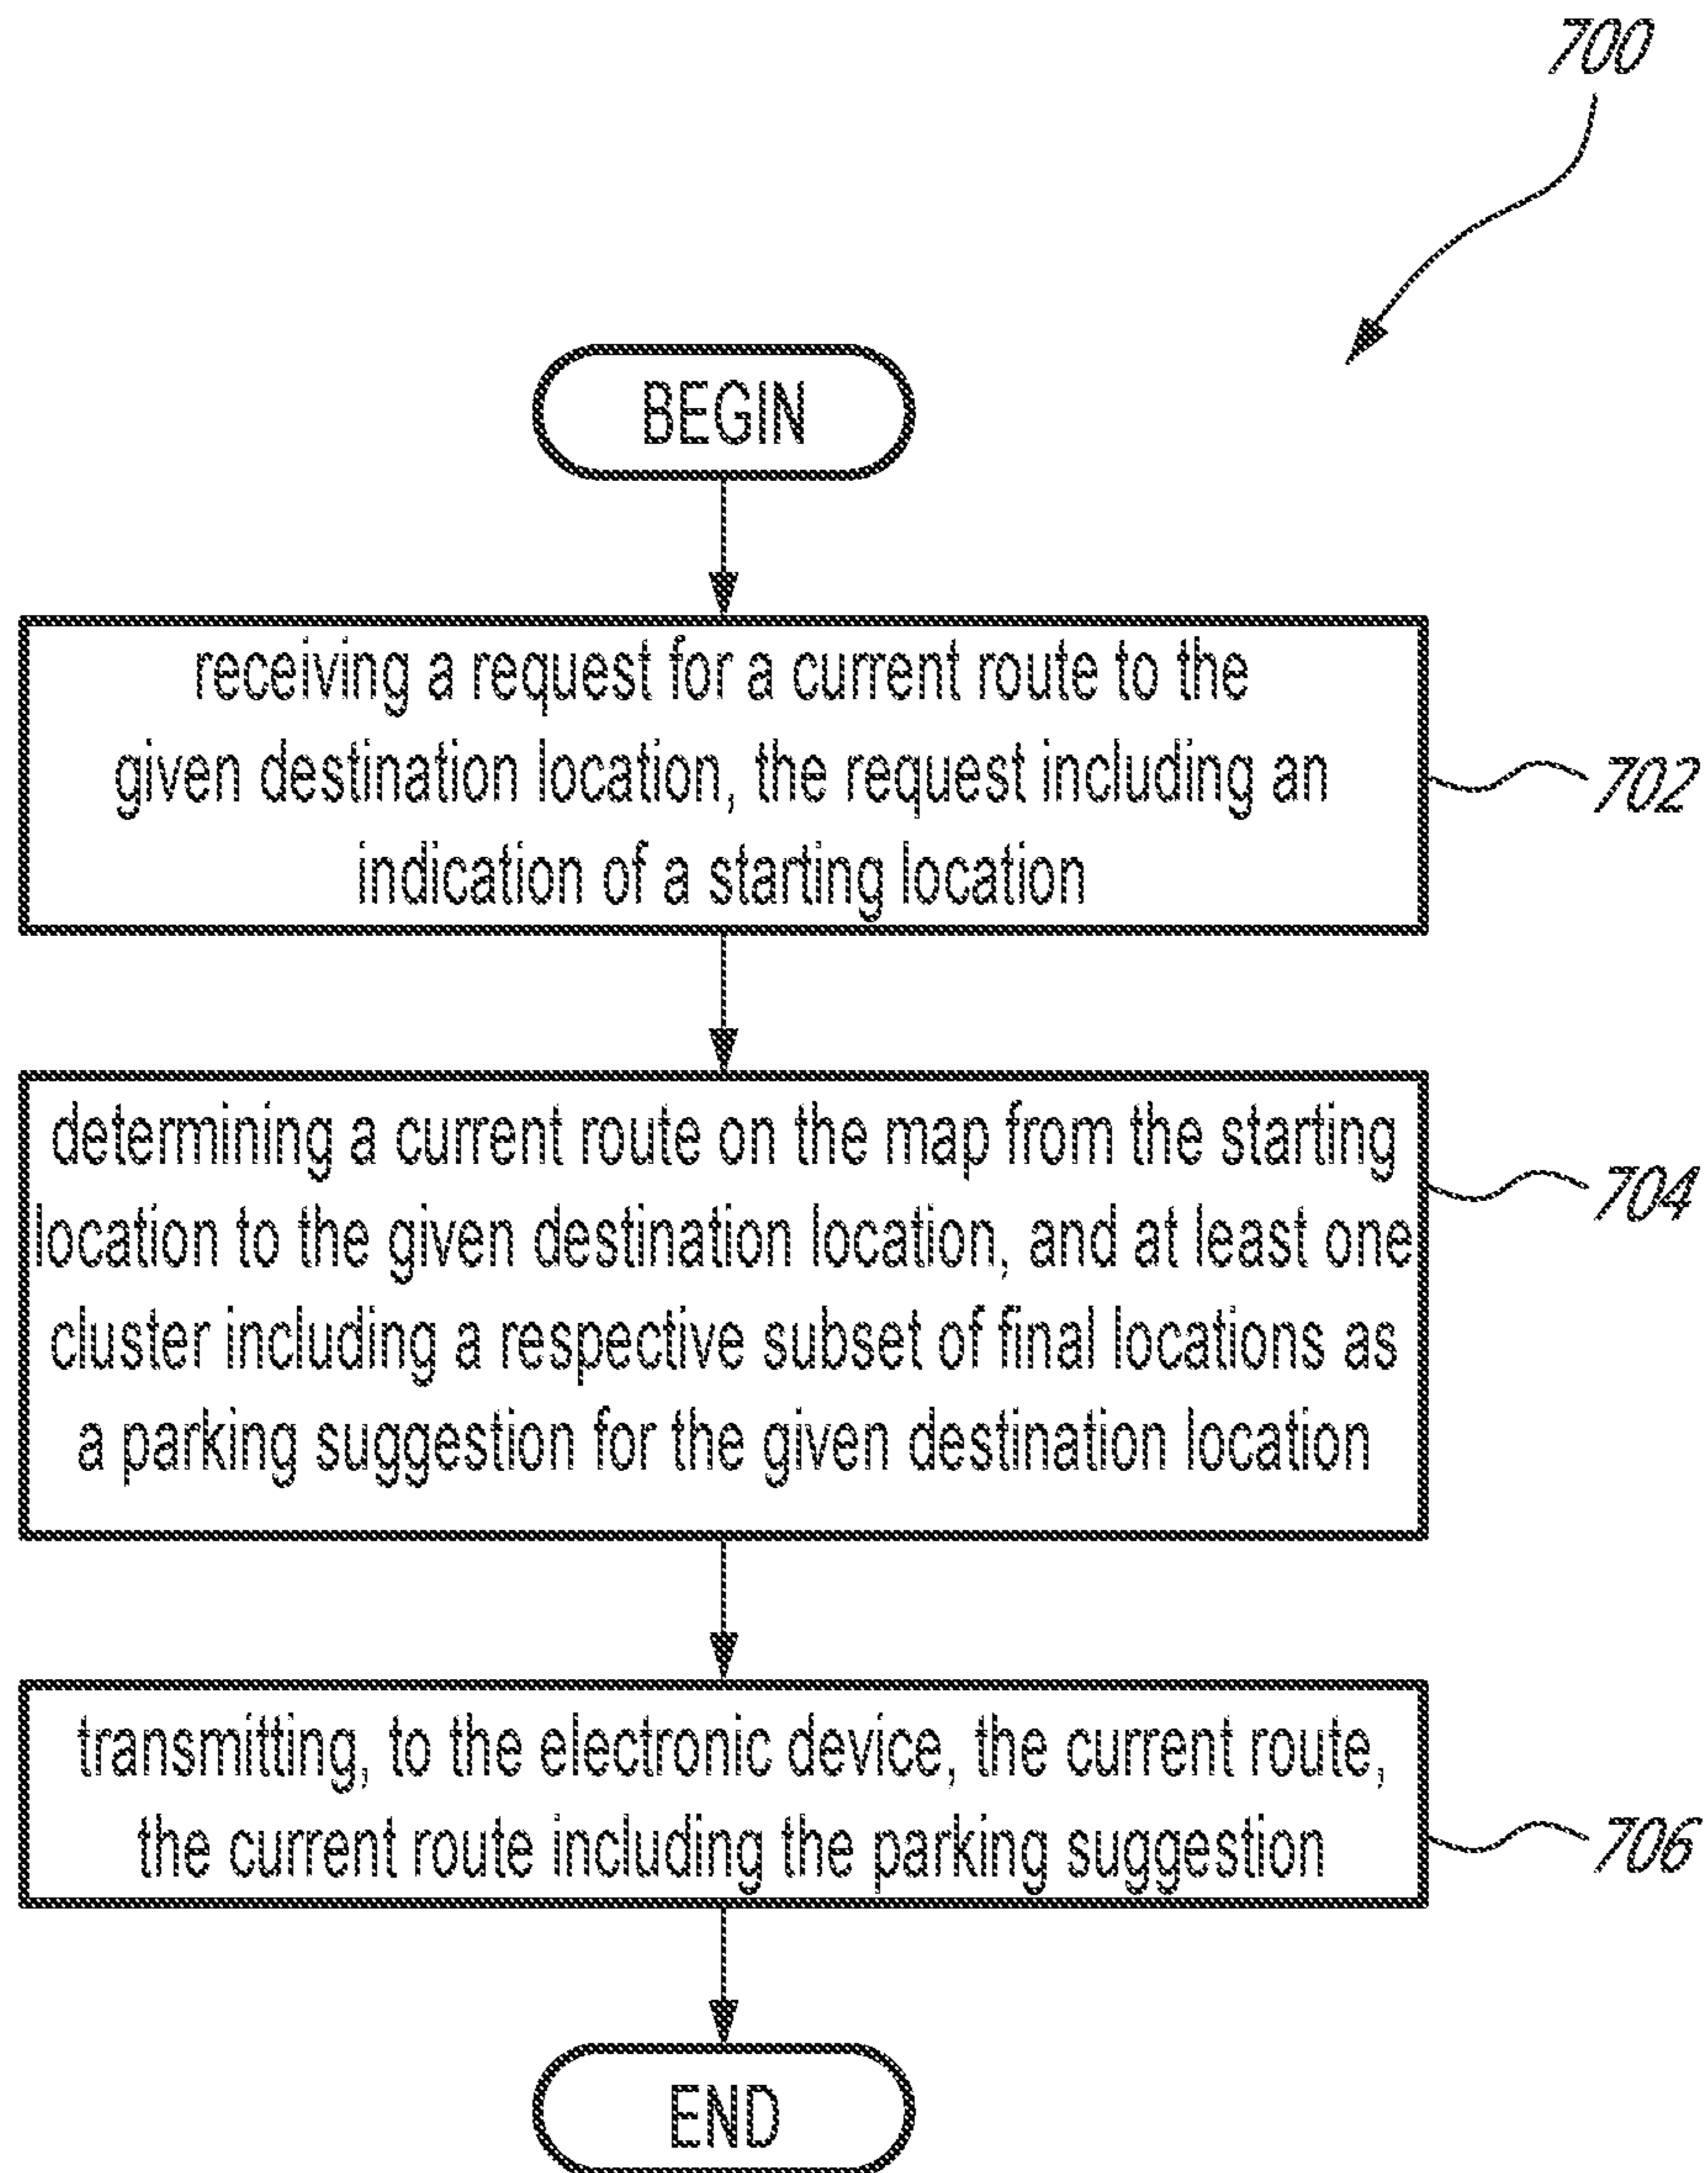 700
BEGIN
receiving a request for a current route to the
given destination location, the request including an
indication of a starting location
702
determining a current route on the map from the starting
location to the given destination location, and at least one
cluster including a respective subset of final locations as
a parking suggestion for the given destination location
704
transmitting, to the electronic device, the current route,
the current route including the parking suggestion
706
END